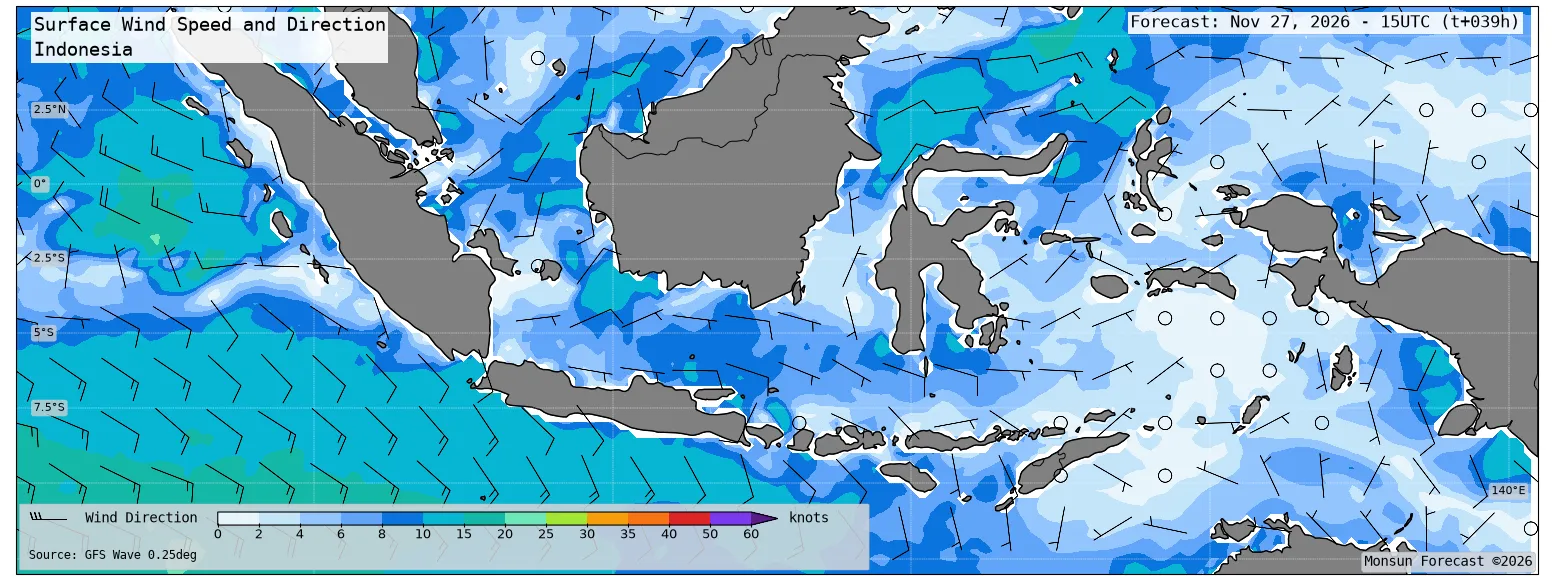 Surface Wind Speed and Direction
Indonesia
Forecast: Nov 27, 2026 - 15UTC (t+039h)
2.5°N
0°
2.5°S
5°S
7.5°S
140°E
Wind Direction
0 2 4 6 8 10 15 20 25 30 35 40 50 60
knots
Source: GFS Wave 0.25deg
Monsun Forecast ©2026